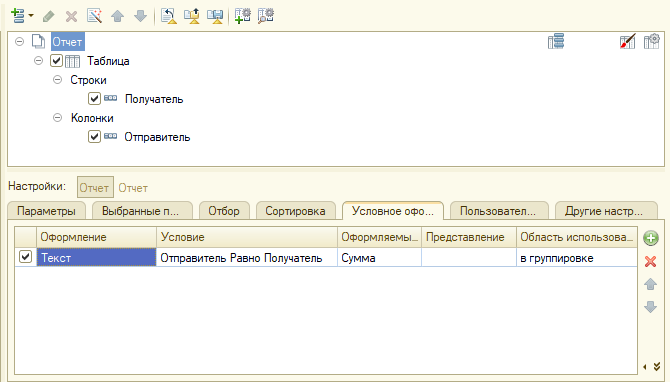 Отчет
Таблица
Строки
Получатель
Колонки
Отправитель
Настройки: Отчет Отчет
Параметры Выбранные п... Отбор Сортировка Условное офо... Пользовател... Другие настр...
Оформление Условие Оформляемы... Представление Область использова...
Текст Отправитель Равно Получатель Сумма в группировке